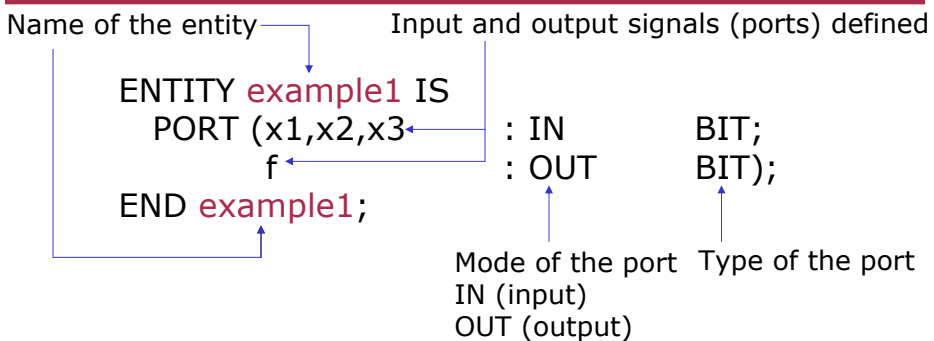 Name of the entity Input and output signals (ports) defined
ENTITY example1 IS
PORT (x1,x2,x3 : IN BIT;
f : OUT BIT);
END example1;
Mode of the port Type of the port
IN (input)
OUT (output)